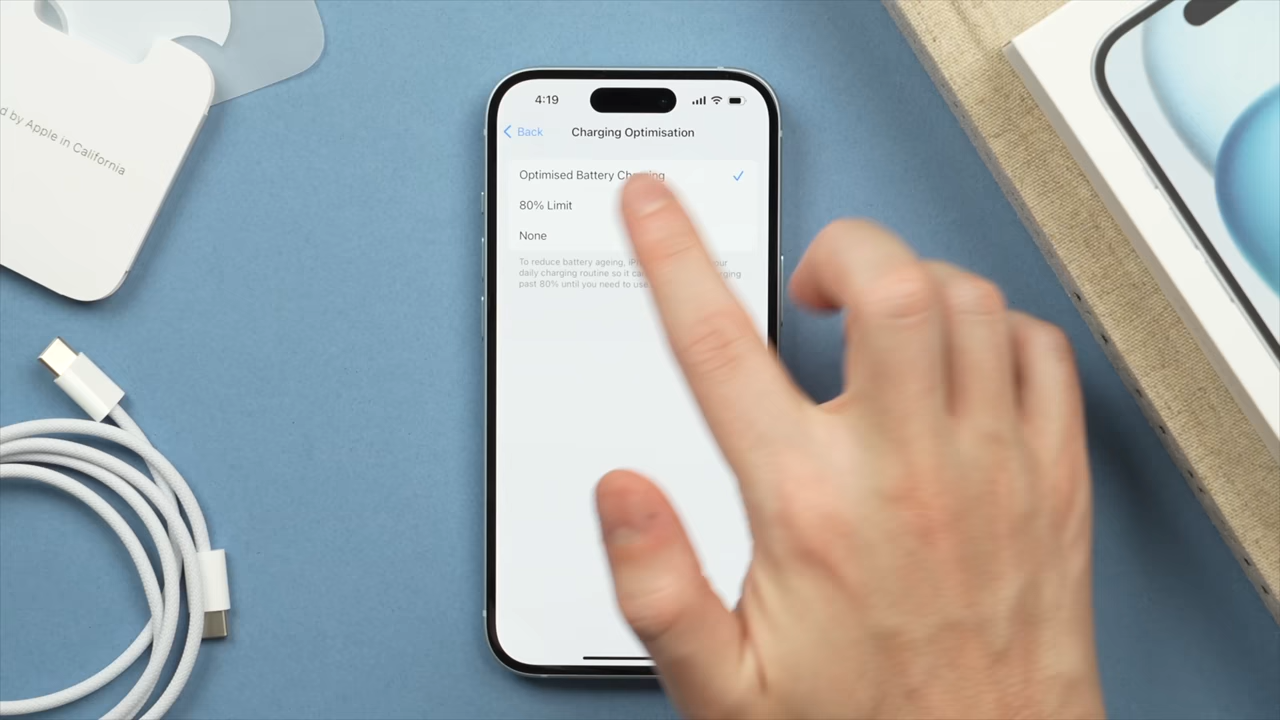 d by Apple in California
4:19
Back
Charging Optimisation
Optimised Battery Charging
80% Limit
None
To reduce battery ageing,
daily charging routine so it
past 80% until you need to